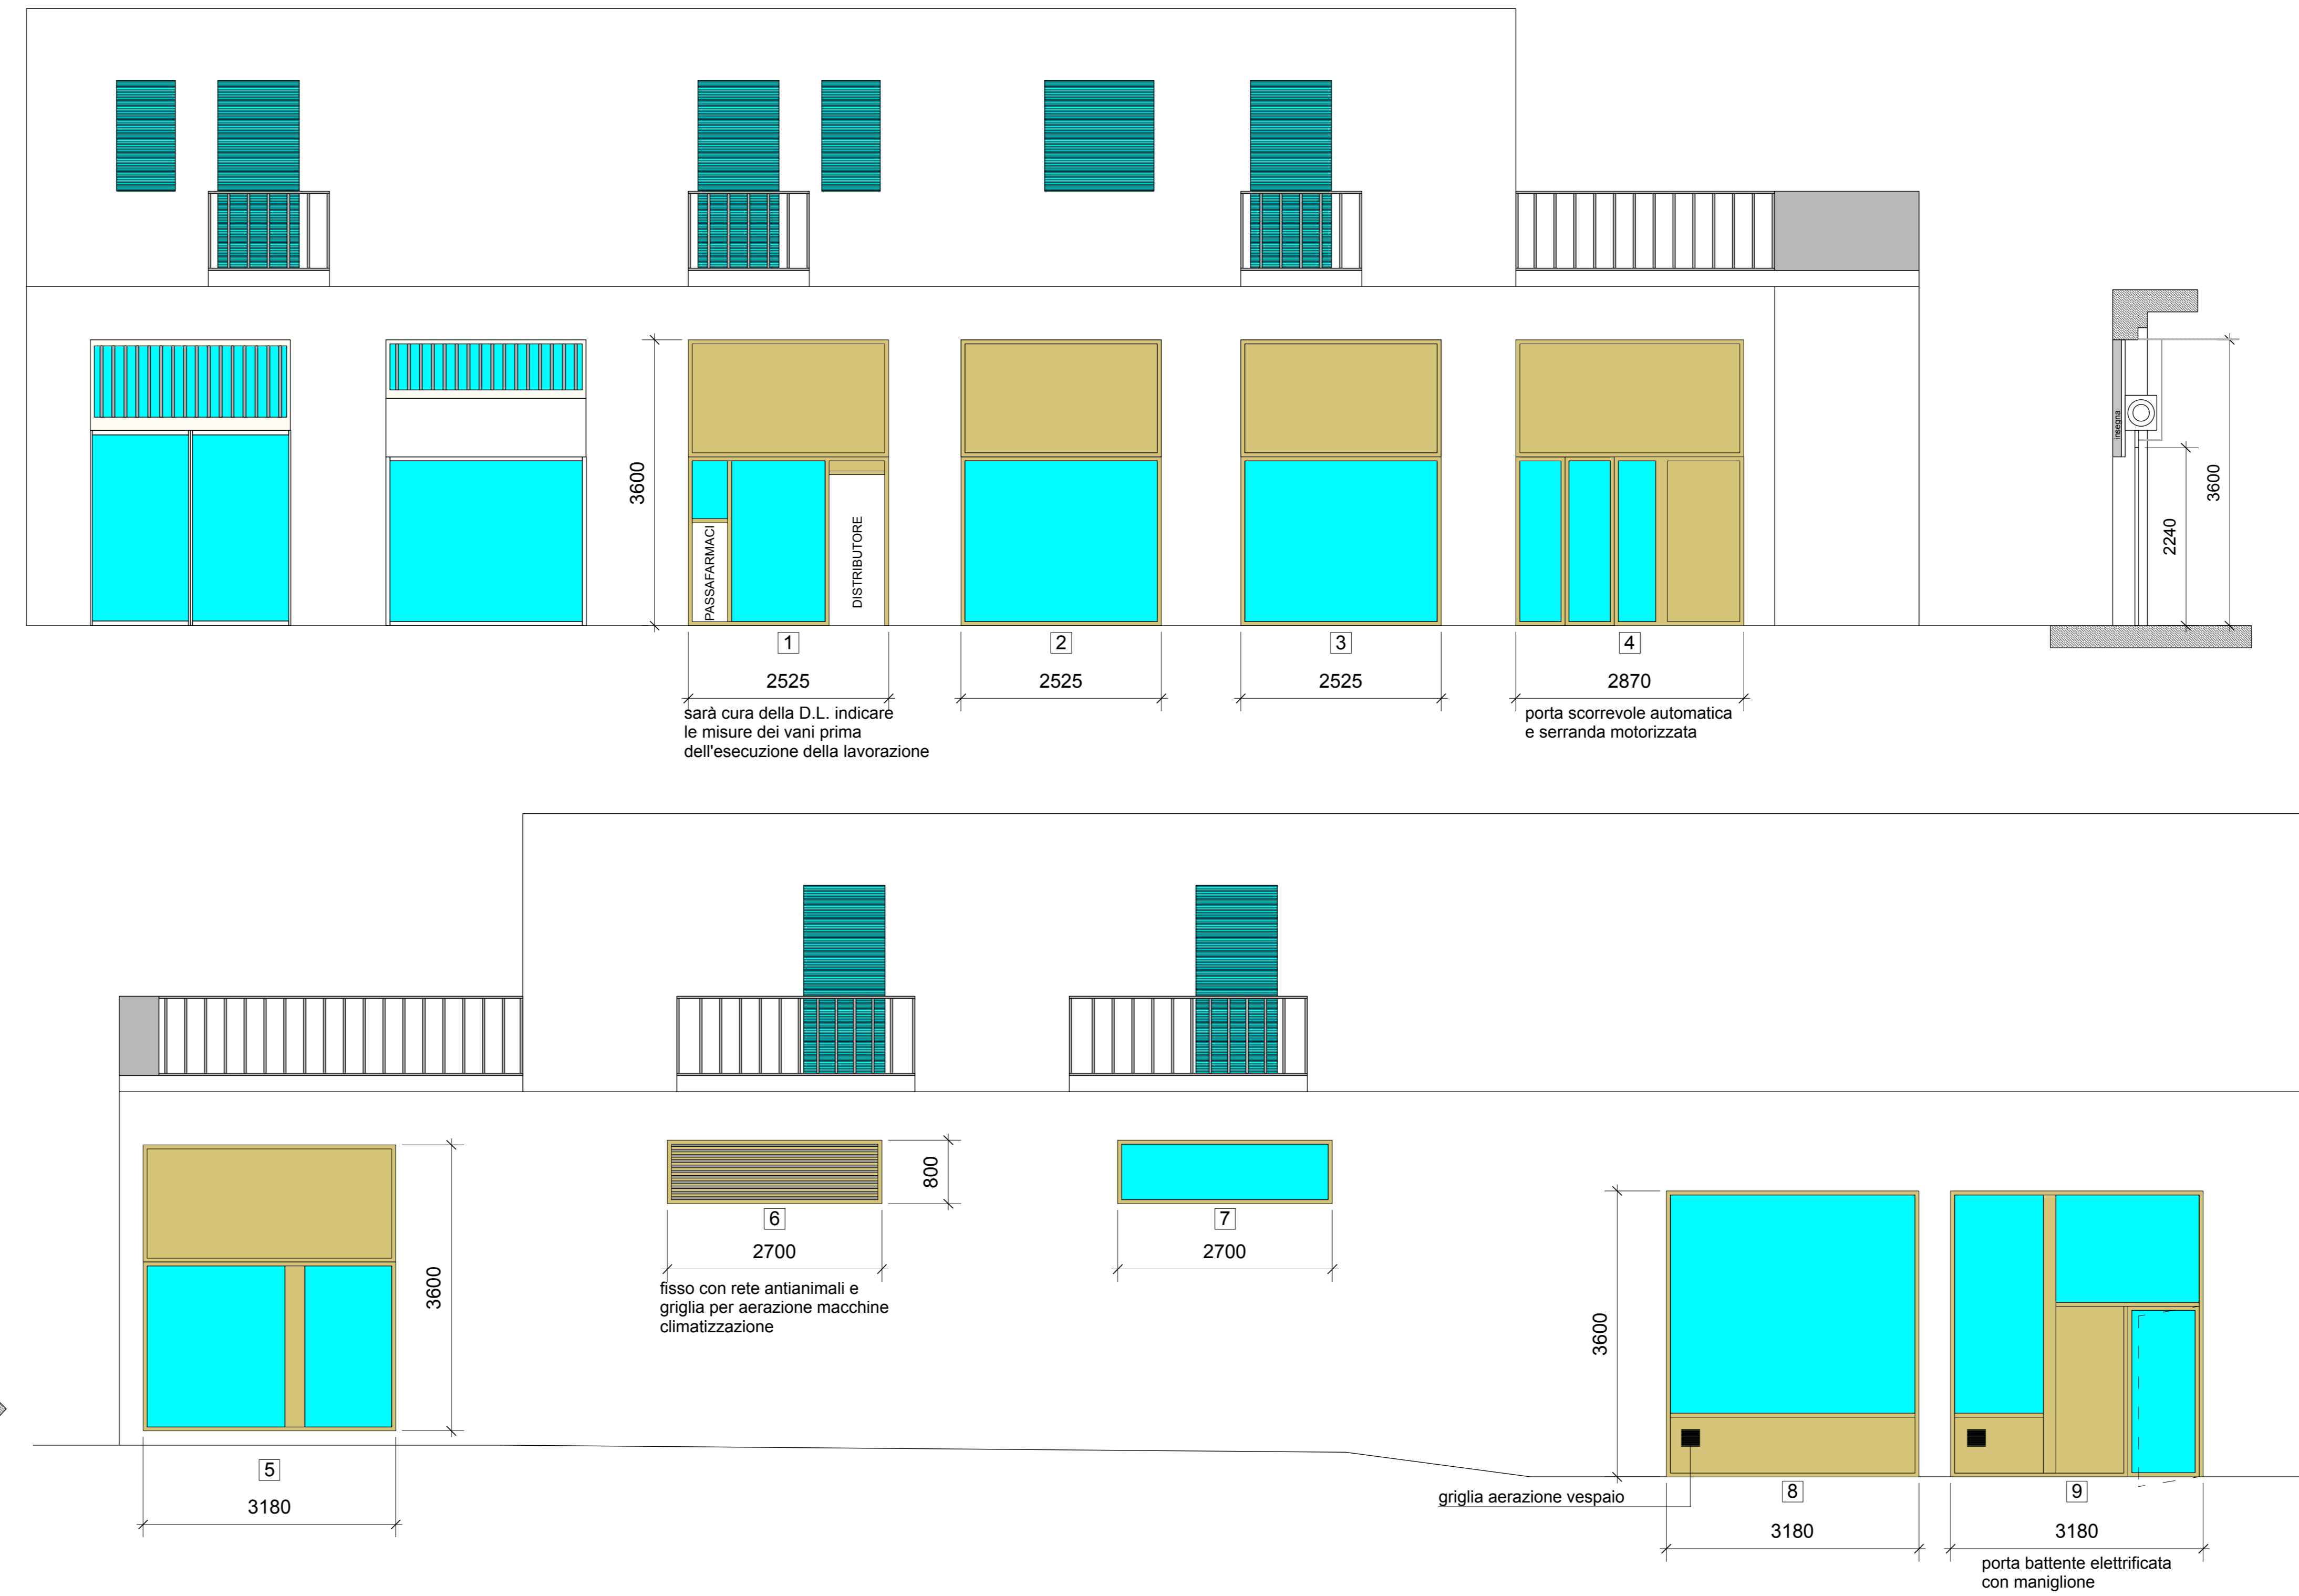 3600
PASSAFARMACI
DISTRIBUTORE
insegna
2240
3600
1
2
3
4
2525
2525
2525
2870
sarà cura della D.L. indicare
le misure dei vani prima
dell'esecuzione della lavorazione
porta scorrevole automatica
e serranda motorizzata
3600
800
6
7
2700
2700
fisso con rete antianimali e
griglia per aerazione macchine
climatizzazione
3600
5
3180
griglia aerazione vespaio
8
9
3180
3180
porta battente elettrificata
con maniglione